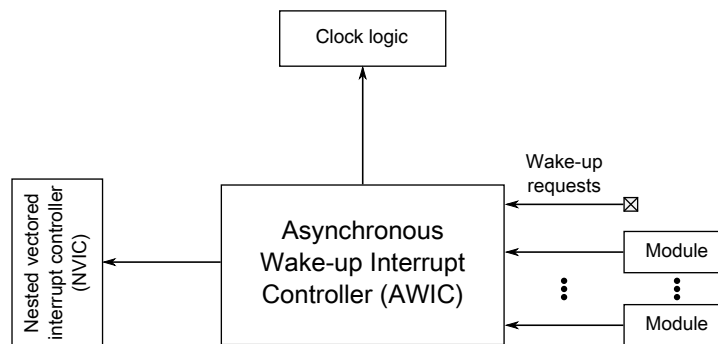 Clock logic
Wake-up
requests
Nested vectored
interrupt controller
(NVIC)
Asynchronous
Wake-up Interrupt
Controller (AWIC)
Module
Module